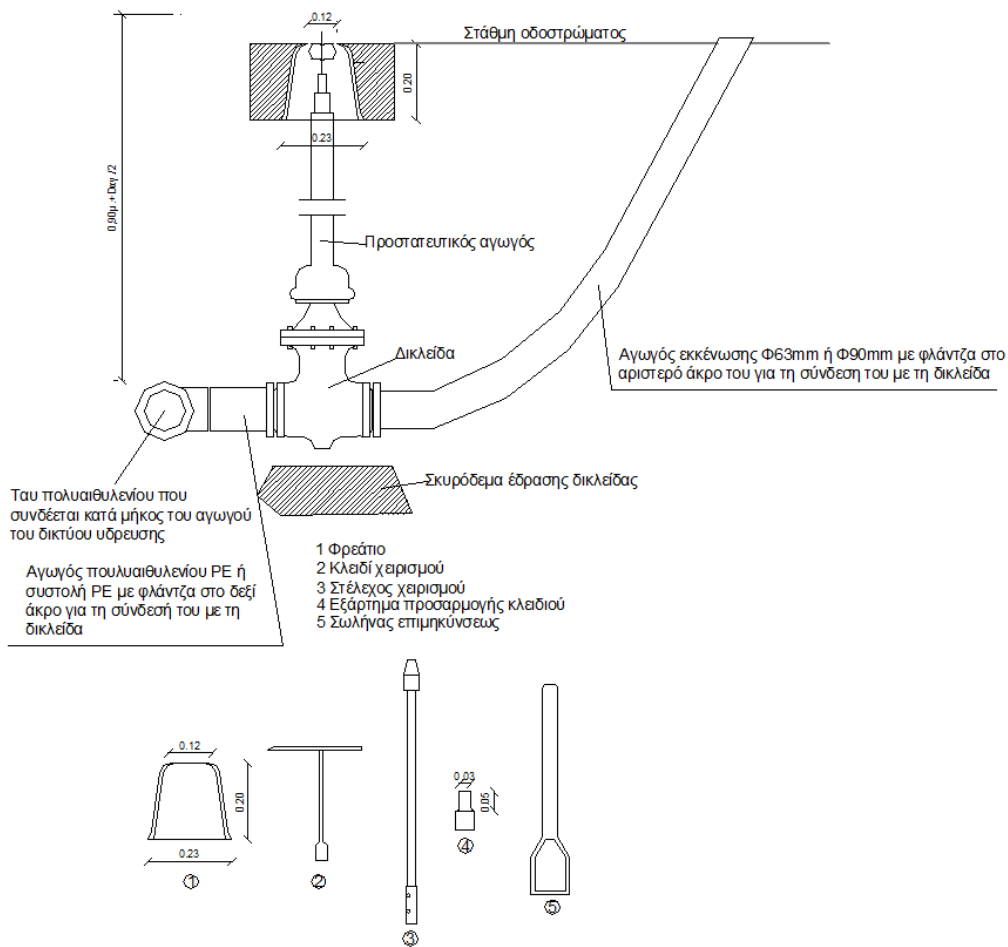 0.12
Στάθμη οδοστρώματος
0.20
0.23
0,90μ.+Dαγ /2
Προστατευτικός αγωγός
Δικλείδα
Αγωγός εκκένωσης Φ63mm ή Φ90mm με φλάντζα στο
αριστερό άκρο του για τη σύνδεση του με τη δικλείδα
Σκυρόδεμα έδρασης δικλείδας
Ταυ πολυαιθυλενίου που
συνδέεται κατά μήκος του αγωγού
του δικτύου υδρευσης
Αγωγός πουλυαιθυλενίου PE ή
συστολή PE με φλάντζα στο δεξί
άκρο για τη σύνδεσή του με τη
δικλείδα
1 Φρεάτιο
2 Κλειδί χειρισμού
3 Στέλεχος χειρισμού
4 Εξάρτημα προσαρμογής κλειδιού
5 Σωλήνας επιμηκύνσεως
0.12
0.20
0.23
1
2
3
0,03
0.05
4
5